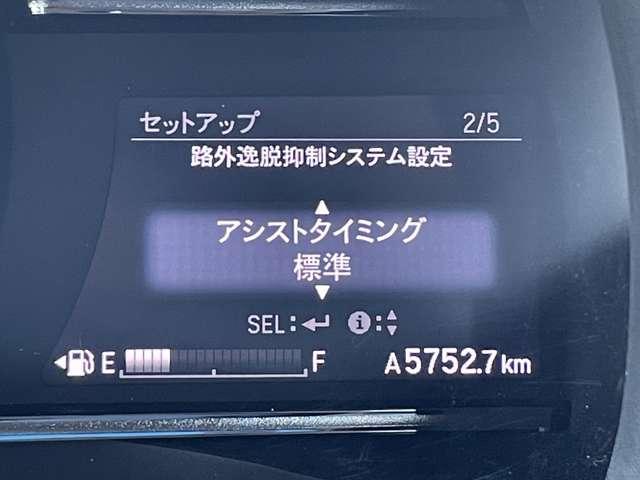 セットアップ 2/5
路外逸脱抑制システム設定
▲
アシストタイミング
標準
▼
SEL:↵ i:▲▼
◀ E F A5752.7km